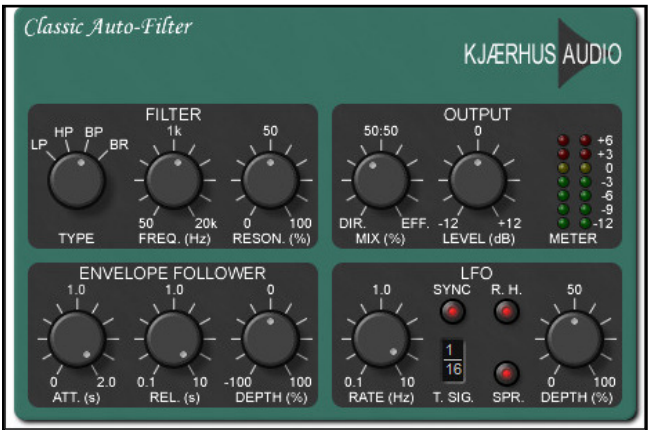 Classic Auto-Filter
KJÆRHUS AUDIO
FILTER
LP HP BP BR
TYPE
1k
50 20k
FREQ. (Hz)
50
0 100
RESON. (%)
OUTPUT
50:50
DIR. EFF.
MIX (%)
0
-12 +12
LEVEL (dB)
+6
+3
0
-3
-6
-9
-12
METER
ENVELOPE FOLLOWER
1.0
0 2.0
ATT. (s)
1.0
0.1 10
REL. (s)
0
-100 100
DEPTH (%)
LFO
1.0
0.1 10
RATE (Hz)
SYNC R. H.
1
16
T. SIG. SPR.
50
0 100
DEPTH (%)